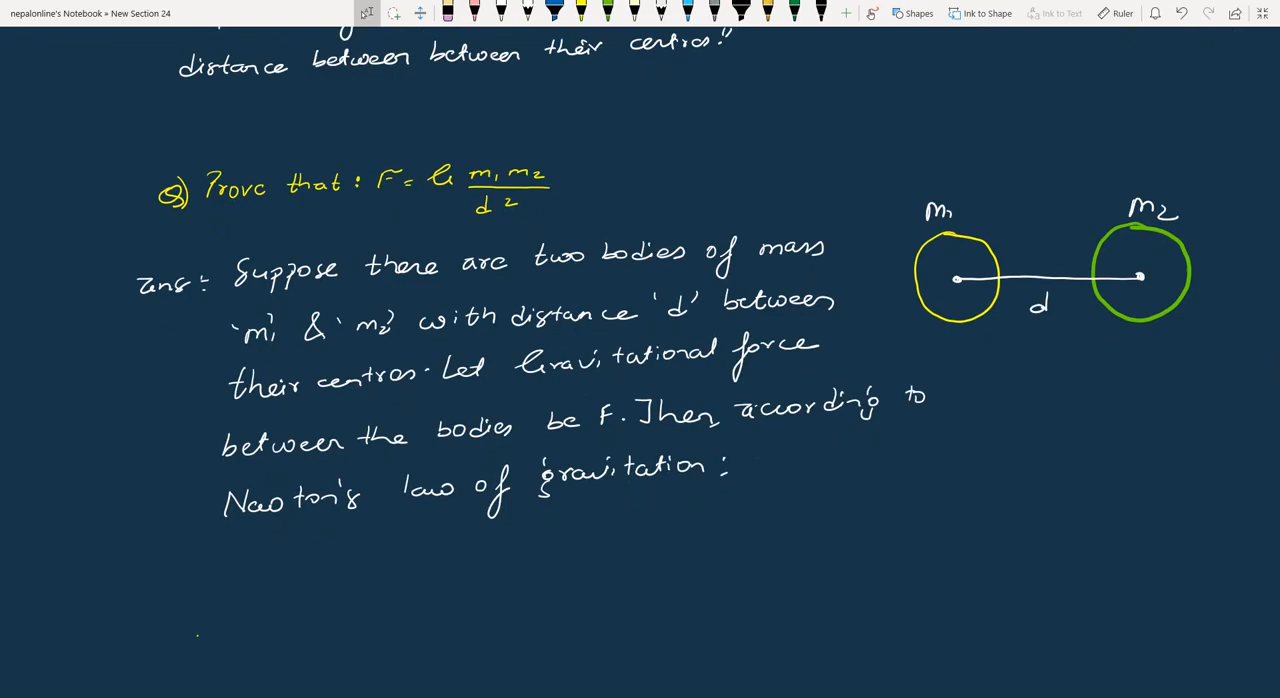 nepalonline's Notebook » New Section 24
Shapes Ink to Shape Ink to Text Ruler
distance between between their centres."
Q) Prove that: F = G m₁ m₂ / d²
Ans: Suppose there are two bodies of mass
'm₁' & 'm₂' with distance 'd' between
their centres. Let Gravitational force
between the bodies be F. Then, according to
Newton's law of gravitation:
m₁ m₂
d